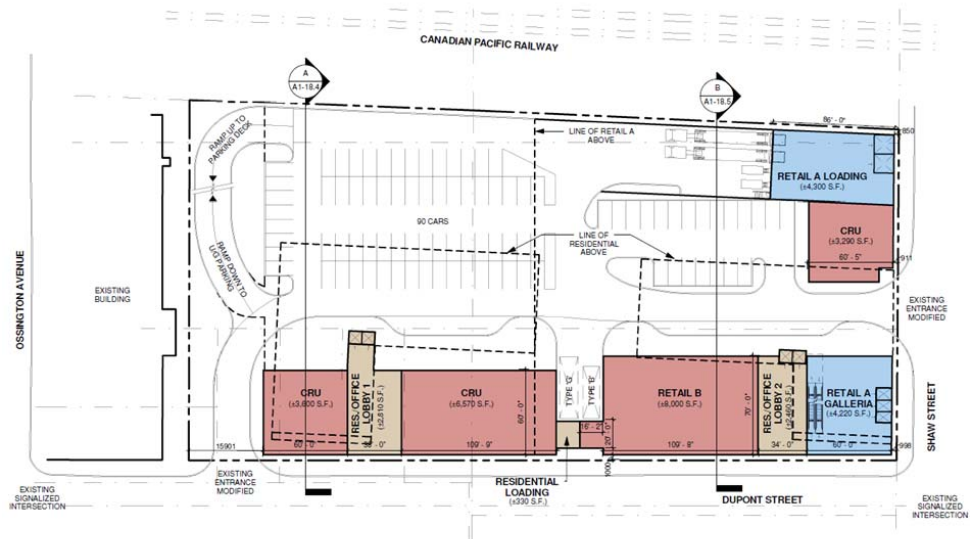 CANADIAN PACIFIC RAILWAY
A
A1-18.4
B
A1-18.5
86' - 0"
850
RAMP UP TO
PARKING DECK
LINE OF RETAIL A
ABOVE
RETAIL A LOADING
(±4,300 S.F.)
90 CARS
CRU
(±3,290 S.F.)
60' - 5"
911
LINE OF
RESIDENTIAL
ABOVE
RAMP DOWN TO
U/G PARKING
OSSINGTON AVENUE
EXISTING
BUILDING
EXISTING
ENTRANCE
MODIFIED
CRU
(±3,600 S.F.)
60' - 0"
RES./OFFICE
LOBBY 1
(±2,810 S.F.)
CRU
(±6,570 S.F.)
109' - 9"
60' - 0"
TYPE 'G'
TYPE 'B'
16' - 2"
20' - 0"
RETAIL B
(±8,000 S.F.)
109' - 8"
70' - 0"
RES./OFFICE
LOBBY 2
34' - 0"
RETAIL A
GALLERIA
(±4,220 S.F.)
60' - 0"
998
SHAW STREET
15901
EXISTING
SIGNALIZED
INTERSECTION
EXISTING
ENTRANCE
MODIFIED
RESIDENTIAL
LOADING
(±330 S.F.)
DUPONT STREET
EXISTING
SIGNALIZED
INTERSECTION